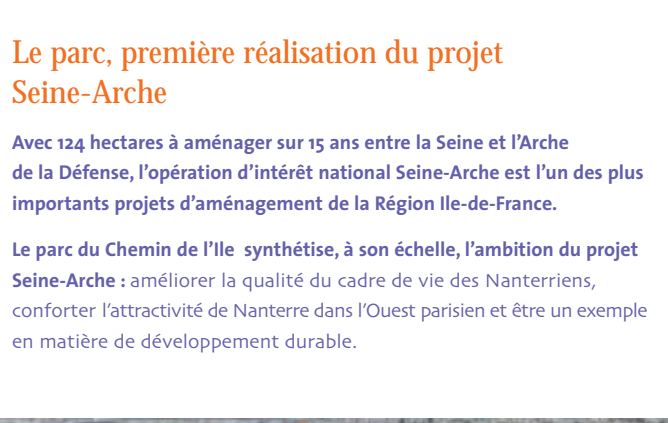 Le parc, première réalisation du projet
Seine-Arche
Avec 124 hectares à aménager sur 15 ans entre la Seine et l’Arche
de la Défense, l’opération d’intérêt national Seine-Arche est l’un des plus
importants projets d’aménagement de la Région Ile-de-France.
Le parc du Chemin de l’Ile synthétise, à son échelle, l’ambition du projet
Seine-Arche : améliorer la qualité du cadre de vie des Nanterriens,
conforter l’attractivité de Nanterre dans l’Ouest parisien et être un exemple
en matière de développement durable.